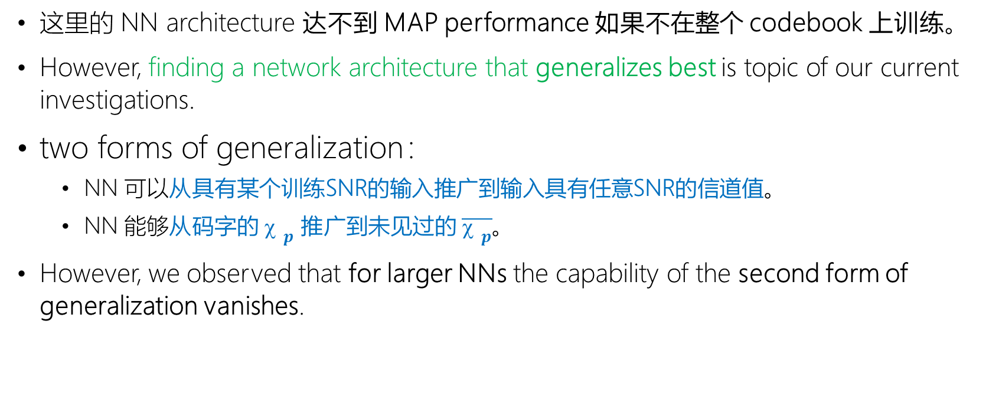 • 这里的 NN architecture 达不到 MAP performance 如果不在整个 codebook 上训练。
• However, finding a network architecture that generalizes best is topic of our current
investigations.
• two forms of generalization:
• NN 可以从具有某个训练SNR的输入推广到输入具有任意SNR的信道值。
• NN 能够从码字的 χ p 推广到未见过的 χ̅ p̅。
• However, we observed that for larger NNs the capability of the second form of
generalization vanishes.